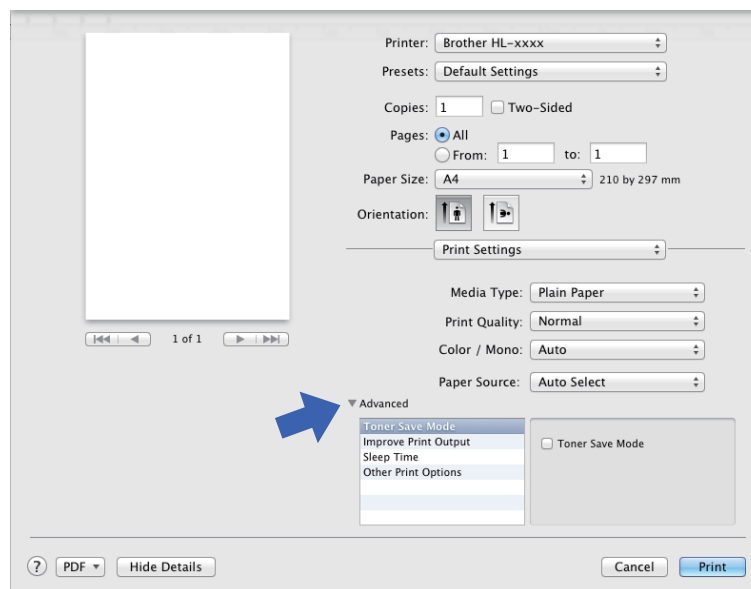 Printer: Brother HL-xxxx
Presets: Default Settings
Copies: 1 Two-Sided
Pages: All
From: 1 to: 1
Paper Size: A4 210 by 297 mm
Orientation:
Print Settings
Media Type: Plain Paper
Print Quality: Normal
1 of 1
Color / Mono: Auto
Paper Source: Auto Select
Advanced
Toner Save Mode
Improve Print Output
Sleep Time
Other Print Options
Toner Save Mode
? PDF Hide Details Cancel Print